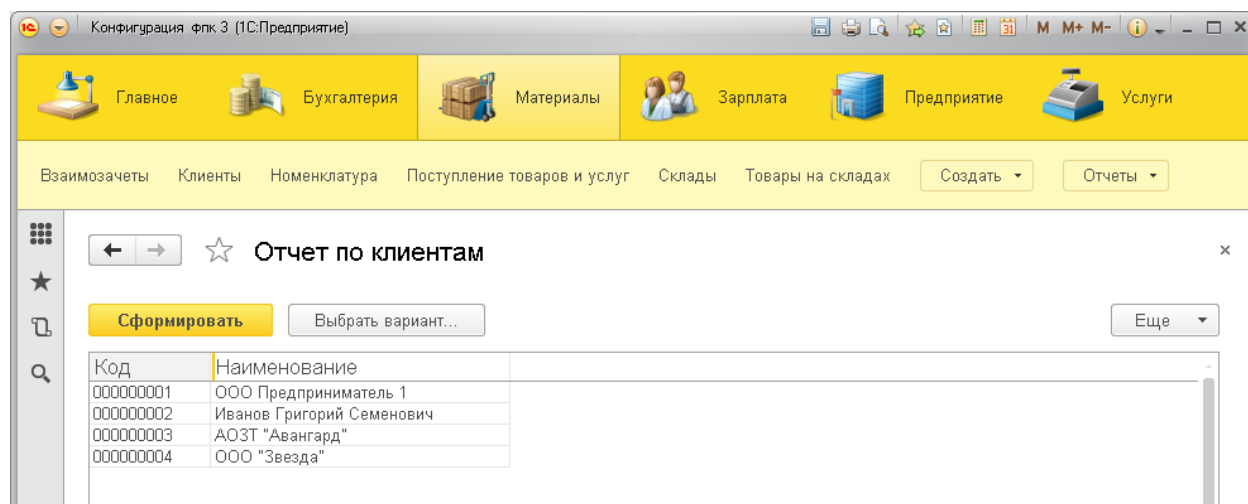 1С Конфигурация фпк 3 (1С:Предприятие) 31 M M+ M-
Главное Бухгалтерия Материалы Зарплата Предприятие Услуги
Взаимозачеты Клиенты Номенклатура Поступление товаров и услуг Склады Товары на складах Создать Отчеты
Отчет по клиентам
Сформировать Выбрать вариант... Еще
Код Наименование
000000001 ООО Предприниматель 1
000000002 Иванов Григорий Семенович
000000003 АОЗТ "Авангард"
000000004 ООО "Звезда"